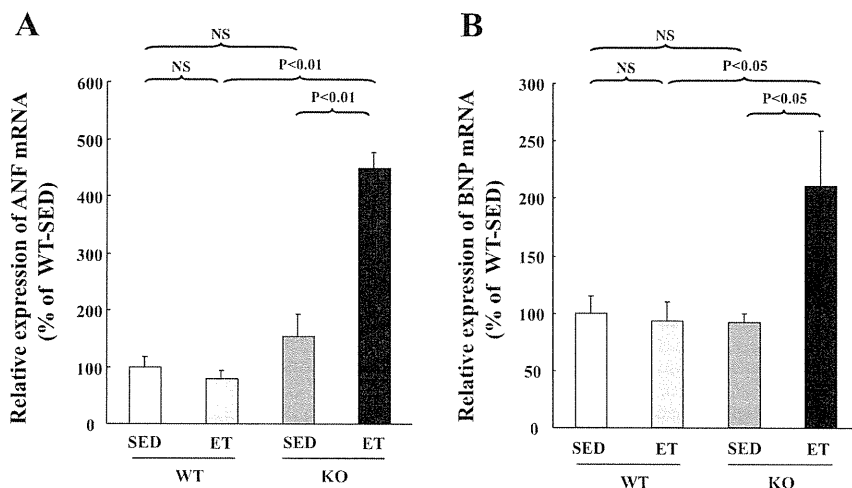 A
NS
NS
P<0.01
P<0.01
Relative expression of ANF mRNA
(% of WT-SED)
600
500
400
300
200
100
0
SED
ET
SED
ET
WT
KO
B
NS
NS
P<0.05
P<0.05
Relative expression of BNP mRNA
(% of WT-SED)
300
250
200
150
100
50
0
SED
ET
SED
ET
WT
KO